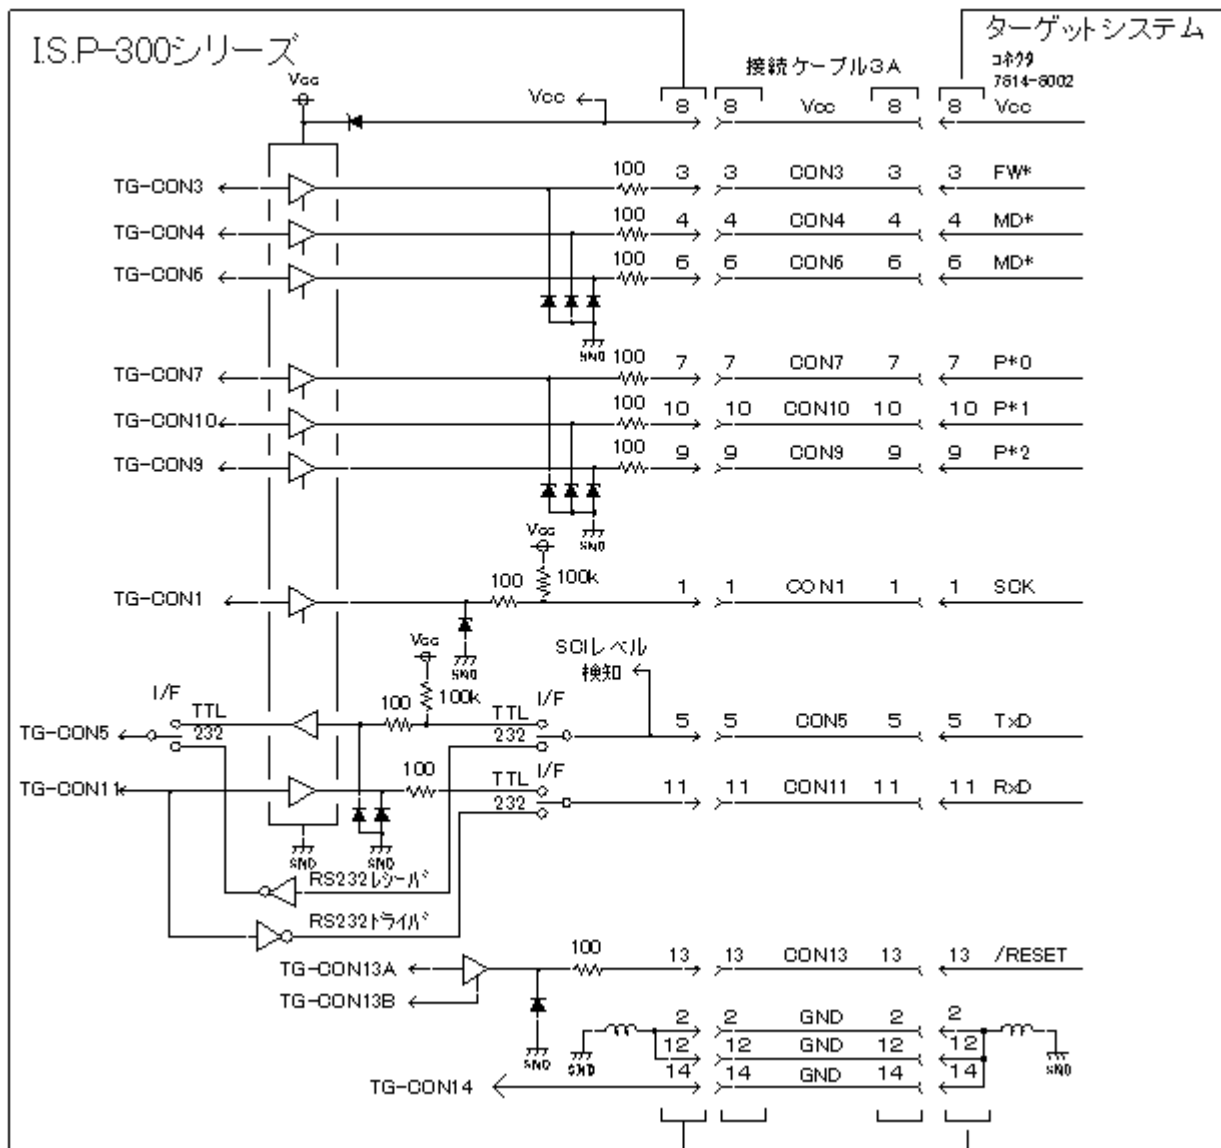 I.S.P-300シリーズ
ターゲットシステム
コネクタ
7614-6002
接続ケーブル3A
Vcc
Vcc 8 8 Vcc 8 8 Vcc
TG-CON3 100 3 3 CON3 3 3 FW*
TG-CON4 100 4 4 CON4 4 4 MD*
TG-CON6 100 6 6 CON6 6 6 MD*
GND
TG-CON7 100 7 7 CON7 7 7 P*0
TG-CON10 100 10 10 CON10 10 10 P*1
TG-CON9 100 9 9 CON9 9 9 P*2
GND
Vcc
100k
TG-CON1 100 1 1 CON1 1 1 SCK
GND
Vcc
100k
SCIレベル
検知
I/F
TTL
232
TG-CON5 100 TTL
232
I/F
5 5 CON5 5 5 TxD
TG-CON11 100 TTL
232
I/F
11 11 CON11 11 11 RxD
GND GND
RS232レシーバ
RS232ドライバ
TG-CON13A 100 13 13 CON13 13 13 /RESET
TG-CON13B
GND GND GND
2 2 GND 2 2
12 12 GND 12 12
TG-CON14 14 14 GND 14 14